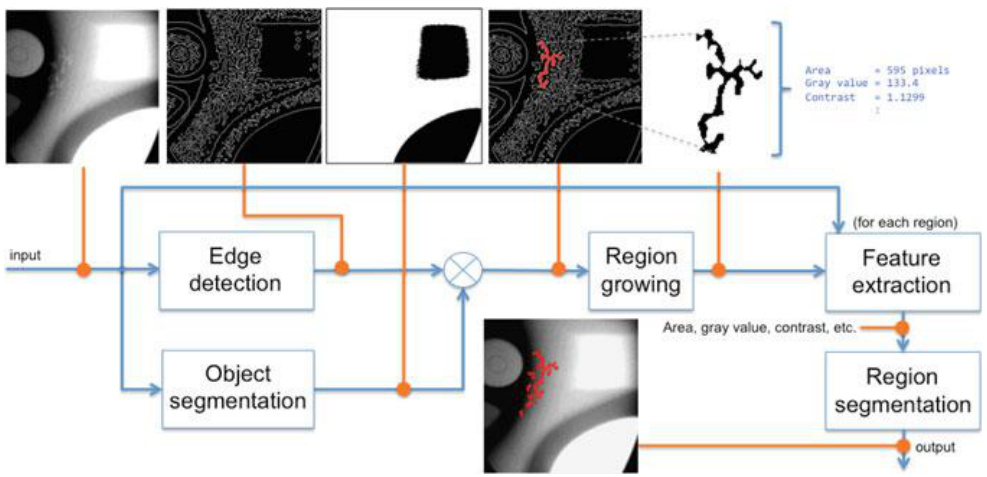 Area = 595 pixels
Gray value = 133.4
Contrast = 1.1299
:
(for each region)
input
Edge
detection
Region
growing
Feature
extraction
Area, gray value, contrast, etc.
Object
segmentation
Region
segmentation
output